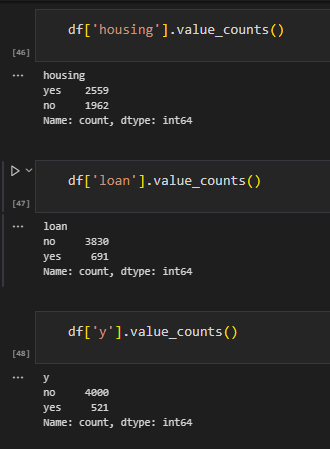 df['housing'].value_counts()
[46]
... housing
yes    2559
no     1962
Name: count, dtype: int64
df['loan'].value_counts()
[47]
... loan
no     3830
yes     691
Name: count, dtype: int64
df['y'].value_counts()
[48]
... y
no     4000
yes     521
Name: count, dtype: int64